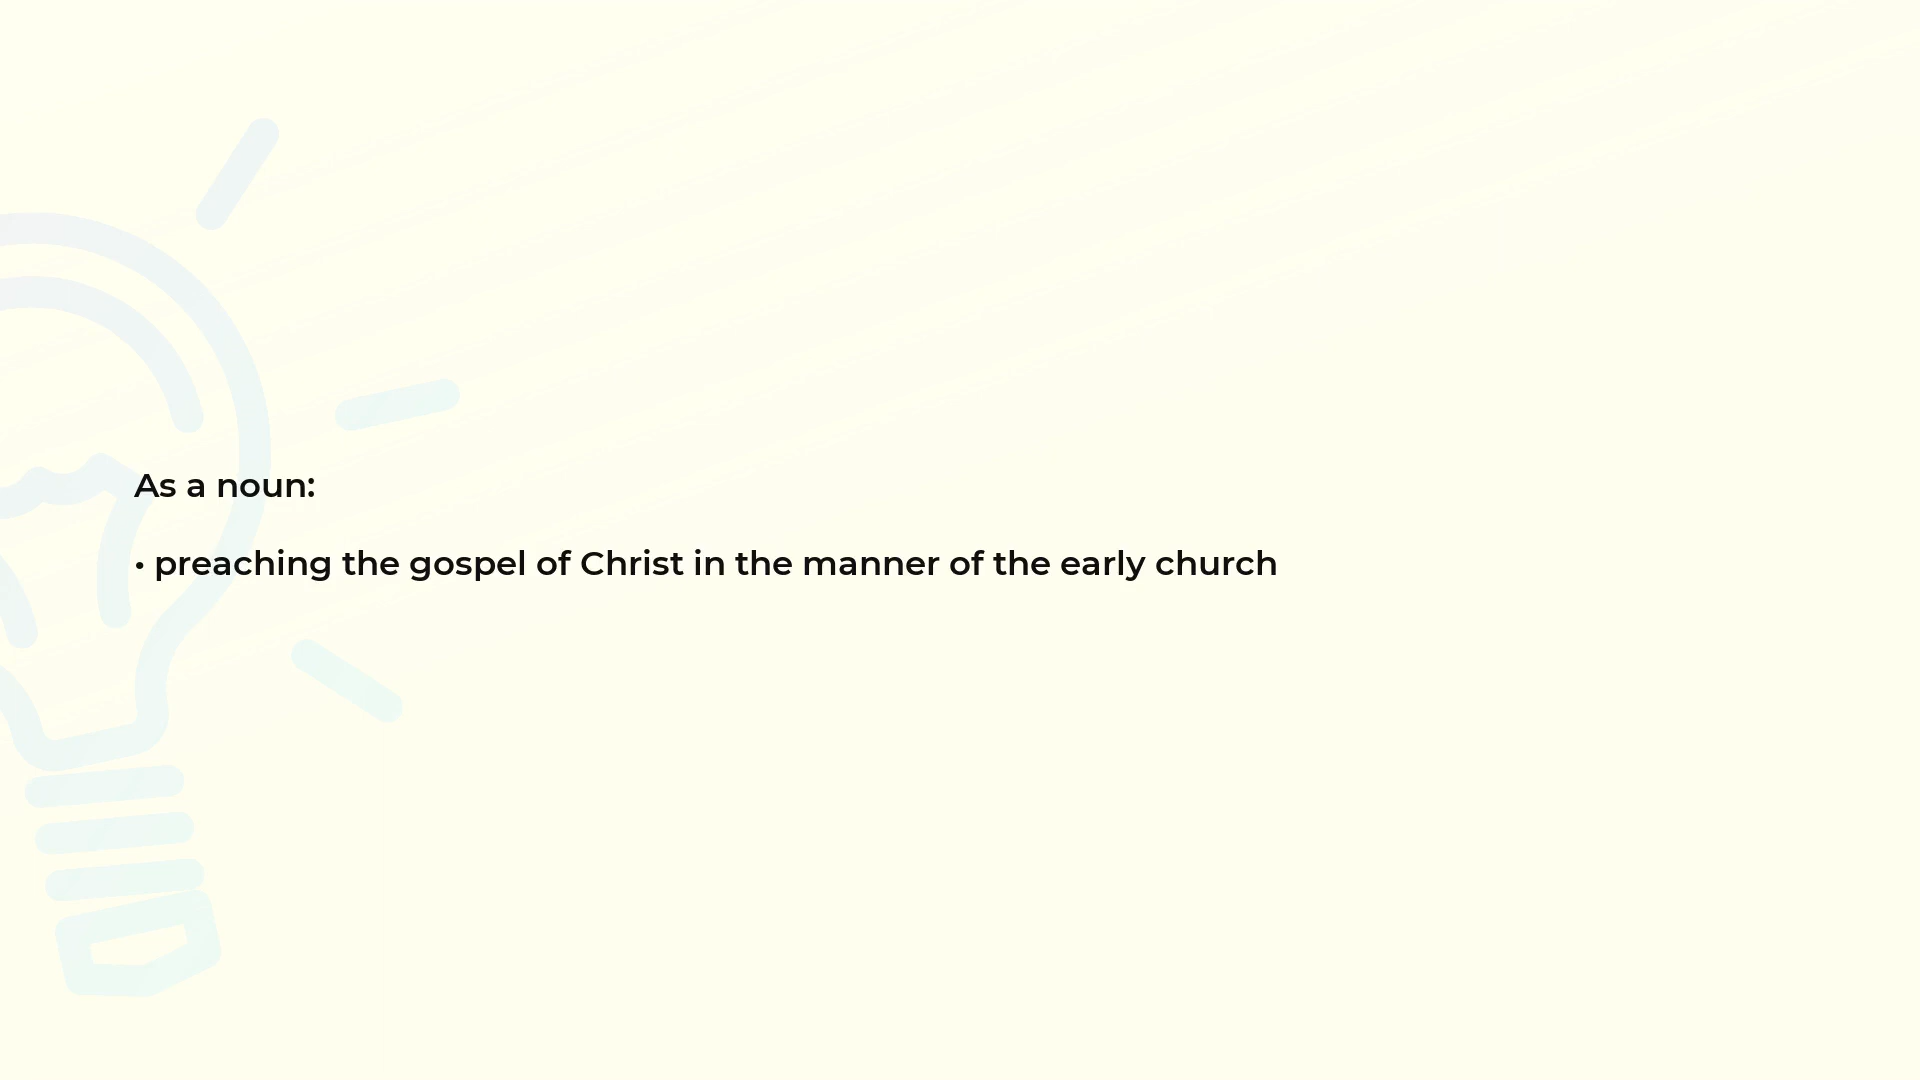 As a noun:
• preaching the gospel of Christ in the manner of the early church